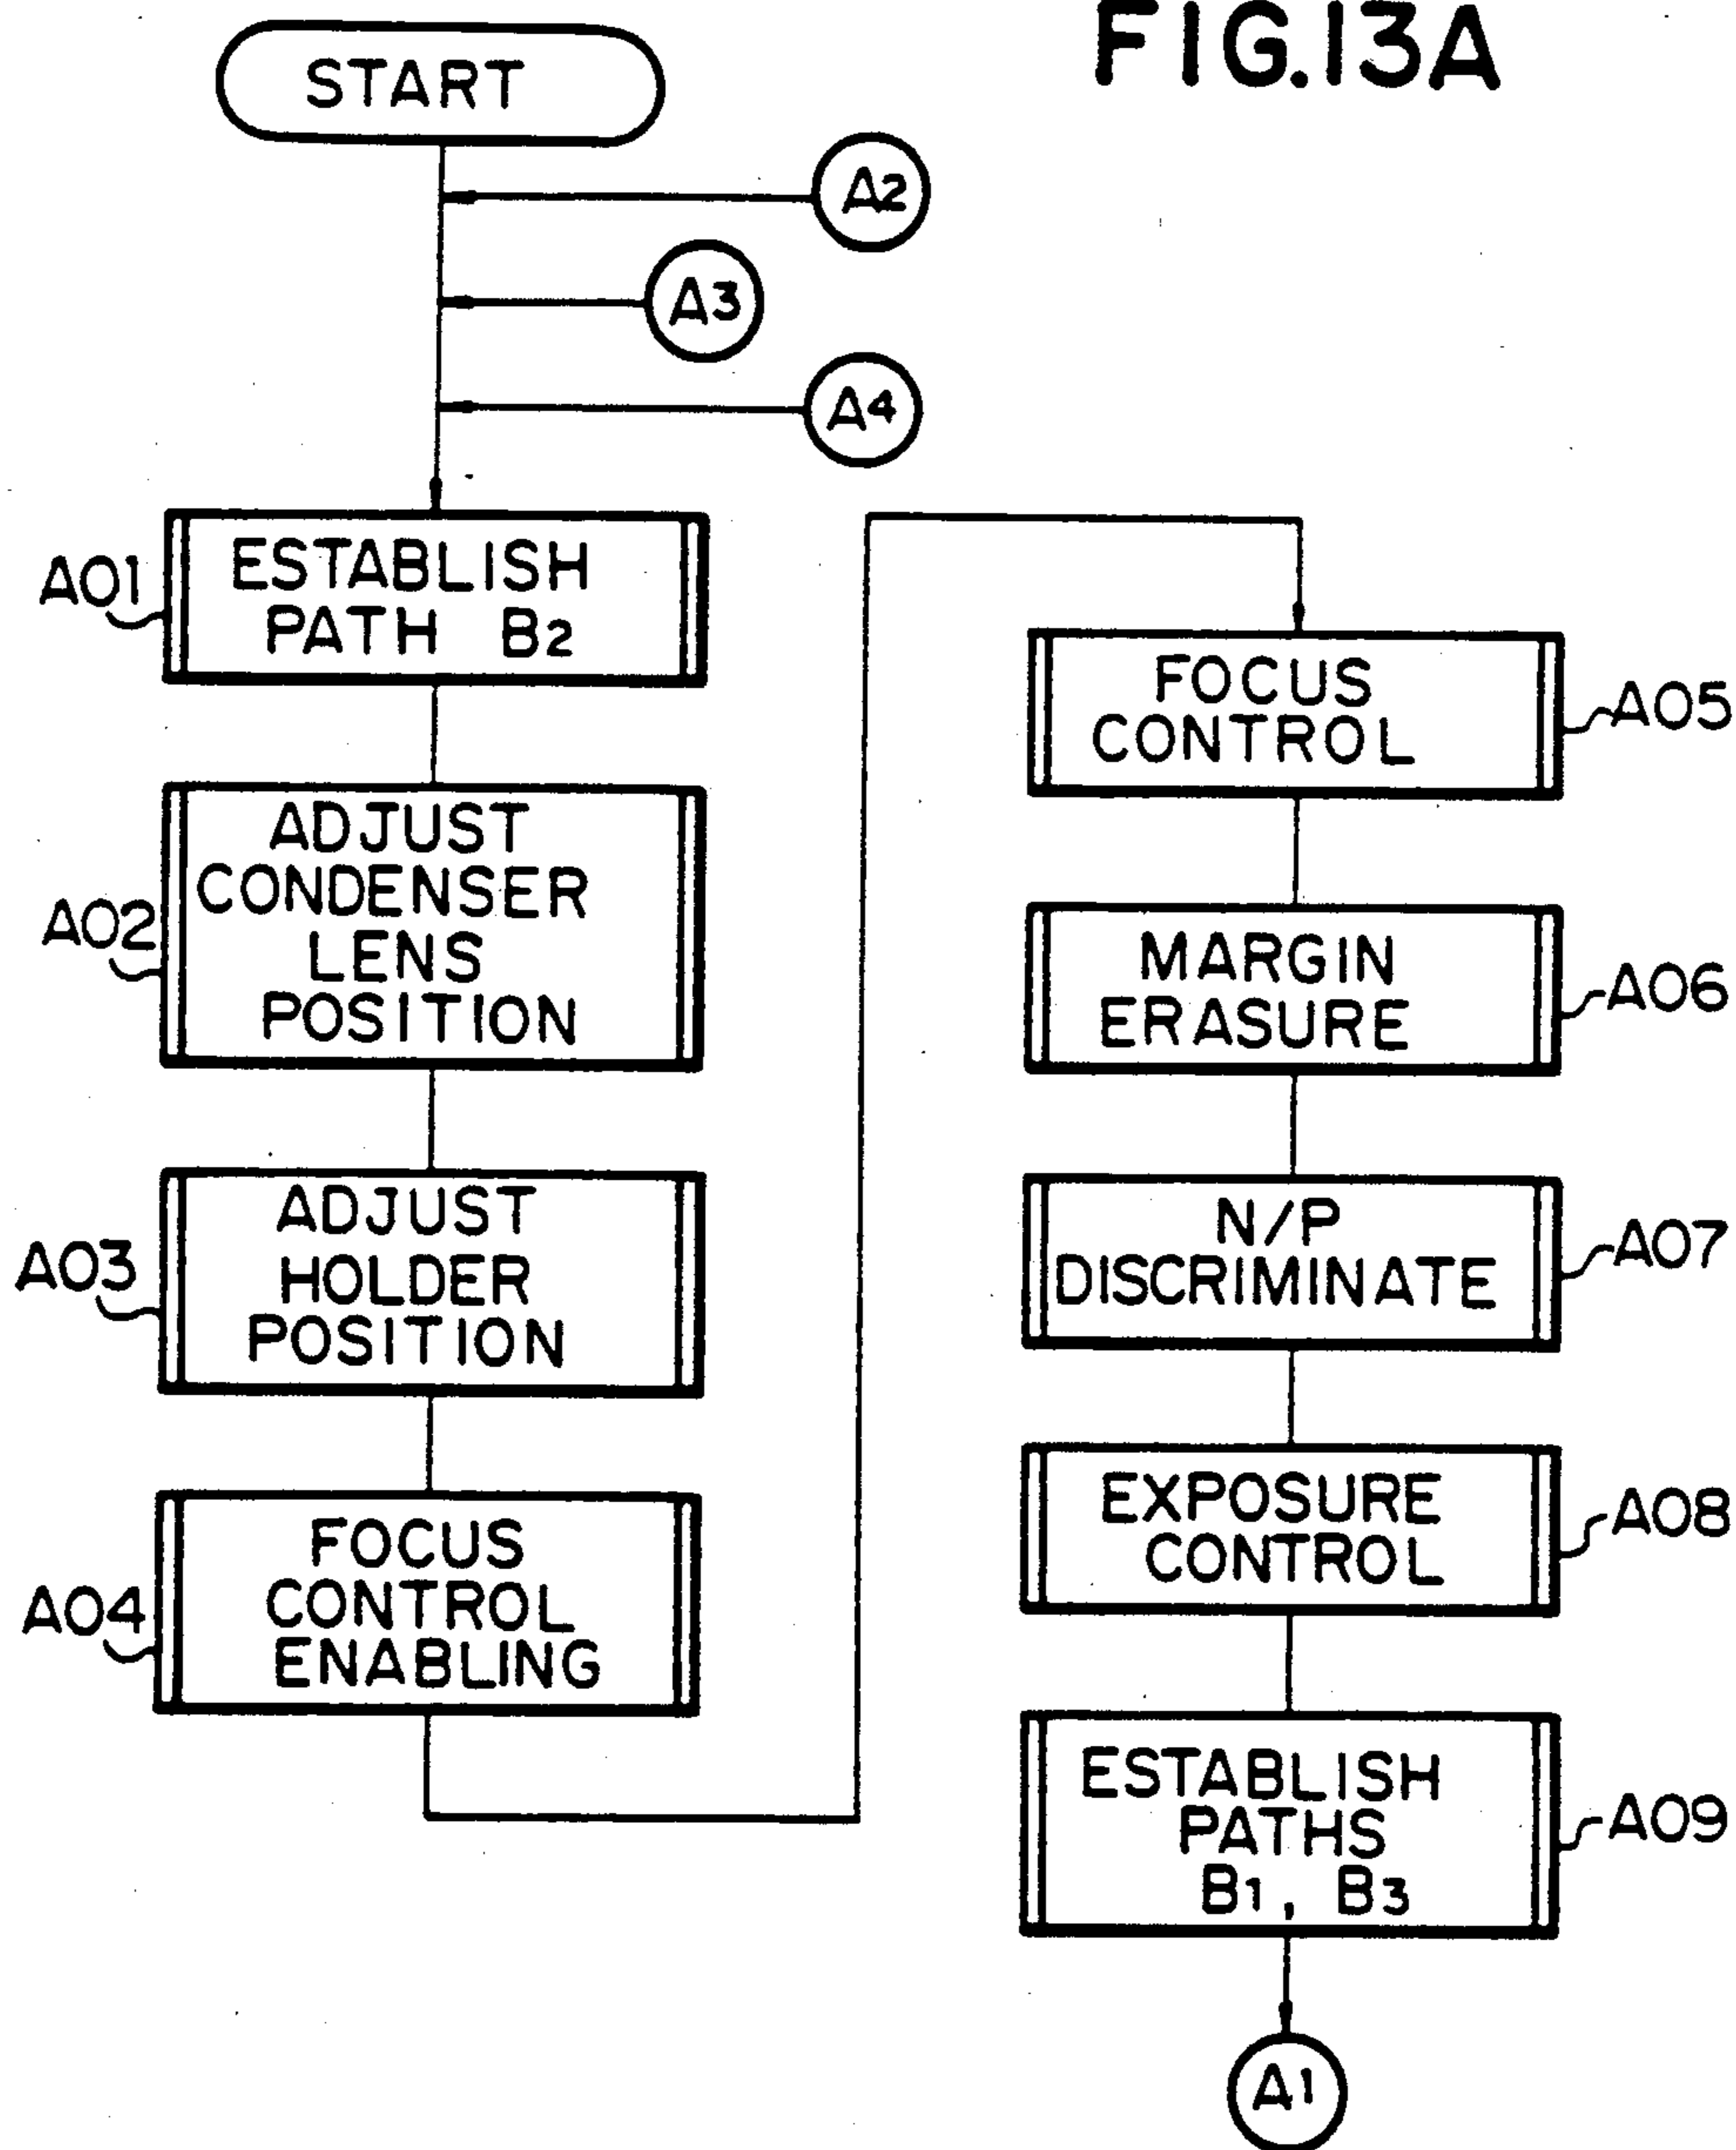 FIG.13A
START
A2
A3
A4
A01
ESTABLISH
PATH B2
A02
ADJUST
CONDENSER
LENS
POSITION
A03
ADJUST
HOLDER
POSITION
A04
FOCUS
CONTROL
ENABLING
FOCUS
CONTROL
A05
MARGIN
ERASURE
A06
N/P
DISCRIMINATE
A07
EXPOSURE
CONTROL
A08
ESTABLISH
PATHS
B1, B3
A09
A1